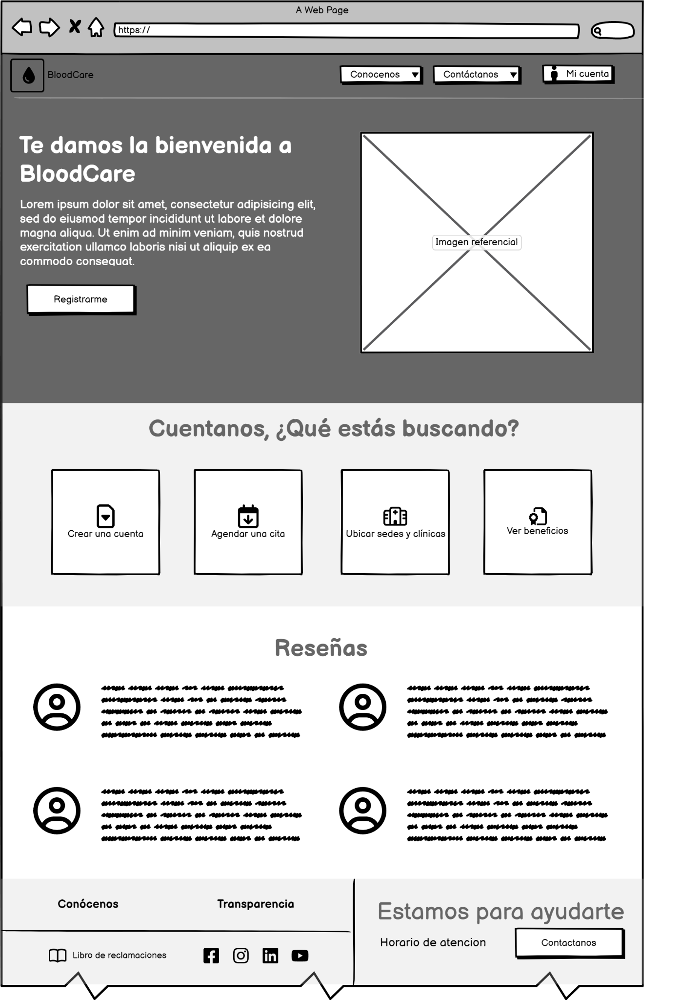 A Web Page
https://
BloodCare
Conocenos
Contáctanos
Mi cuenta
Te damos la bienvenida a
BloodCare
Lorem ipsum dolor sit amet, consectetur adipisicing elit,
sed do eiusmod tempor incididunt ut labore et dolore
magna aliqua. Ut enim ad minim veniam, quis nostrud
exercitation ullamco laboris nisi ut aliquip ex ea
commodo consequat.
Imagen referencial
Registrarme
Cuentanos, ¿Qué estás buscando?
Crear una cuenta
Agendar una cita
Ubicar sedes y clínicas
Ver beneficios
Reseñas
Conócenos
Transparencia
Estamos para ayudarte
Horario de atencion
Contactanos
Libro de reclamaciones